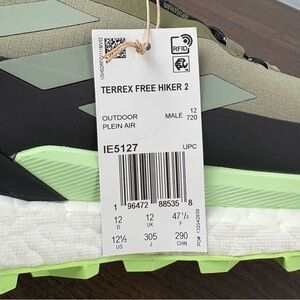 RFID
TERREX FREE HIKER 2
OUTDOOR MALE 12
PLEIN AIR 720
IE5127 UPC
1 96472 88535 8
12 12 47⅓
D UK F
12½ 305 290
US J CHN